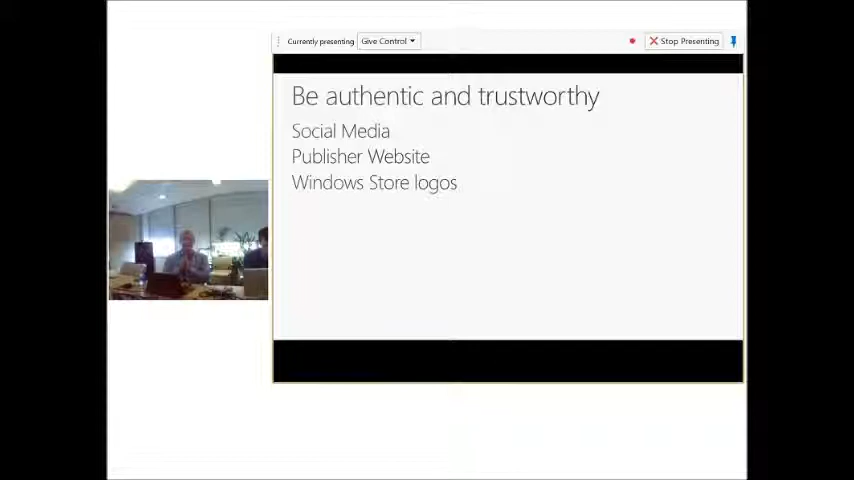 Currently presenting Give Control Stop Presenting
Be authentic and trustworthy
Social Media
Publisher Website
Windows Store logos